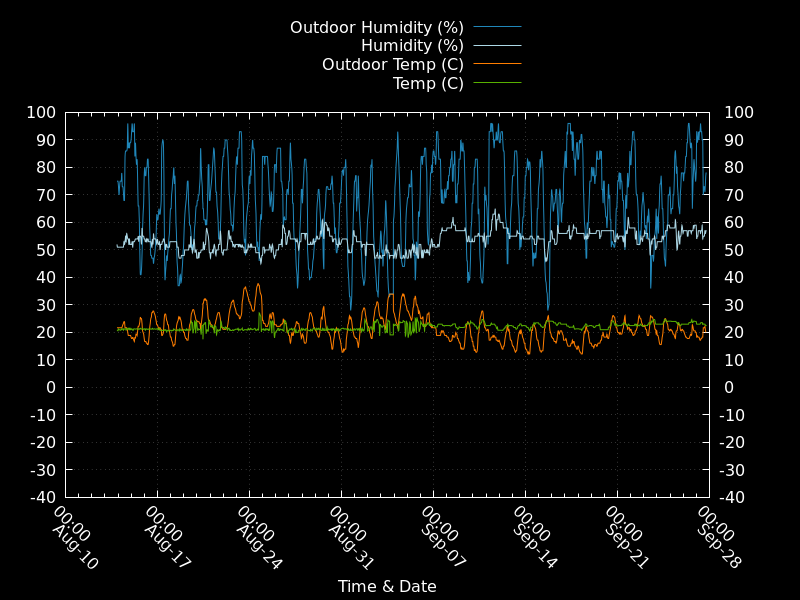 Outdoor Humidity (%)
Humidity (%)
Outdoor Temp (C)
Temp (C)
100 100
90 90
80 80
70 70
60 60
50 50
40 40
30 30
20 20
10 10
0 0
-10 -10
-20 -20
-30 -30
-40 -40
00:00 00:00 00:00 00:00 00:00 00:00 00:00 00:00
Aug-10 Aug-17 Aug-24 Aug-31 Sep-07 Sep-14 Sep-21 Sep-28
Time & Date